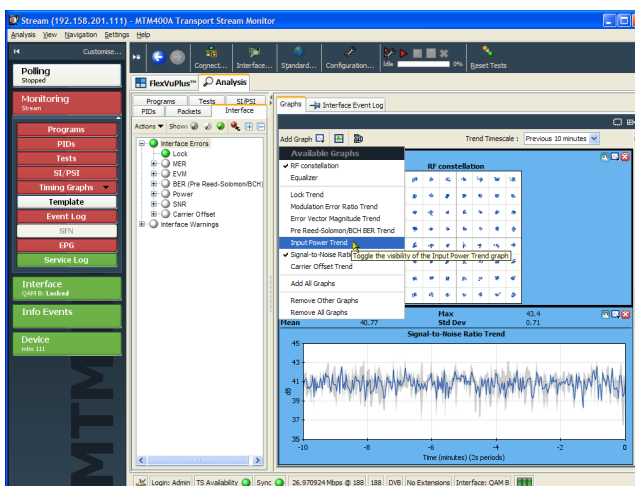 Stream (192.158.201.111) - MTM400A Transport Stream Monitor
Analysis View Navigation Settings Help
Customise...
Connect... Interface... Standard... Configuration... Idle 0% Reset Tests
Polling
Stopped
FlexVuPlus™ Analysis
Monitoring
Stream
Programs Tests SI/PSI
PIDs Packets Interface
Graphs Interface Event Log
Programs
PIDs
Tests
SI/PSI
Timing Graphs
Template
Event Log
SFN
EPG
Service Log
Interface
QAM B: Locked
Info Events
Device
mtm 111
MTM
Actions Show:
Interface Errors
Lock
MER
EVM
BER (Pre Reed-Solomon/BCH)
Power
SNR
Carrier Offset
Interface Warnings
Add Graph Trend Timescale : Previous 10 minutes
Available Graphs
RF constellation
Equalizer
Lock Trend
Modulation Error Ratio Trend
Error Vector Magnitude Trend
Pre Reed-Solomon/BCH BER Trend
Input Power Trend
Signal-to-Noise Rati
Toggle the visibility of the Input Power Trend graph
Carrier Offset Trend
Add All Graphs
Remove Other Graphs
Remove All Graphs
RF constellation
Max 43.4
Mean 40.77 Std Dev 0.71
Signal-to-Noise Ratio Trend
45
43
41
39
37
35
dB
-10 -8 -6 -4 -2 0
Time (minutes) (2s periods)
Login: Admin TS Availability Sync 26.970924 Mbps @ 188 188 DVB No Extensions Interface: QAM B